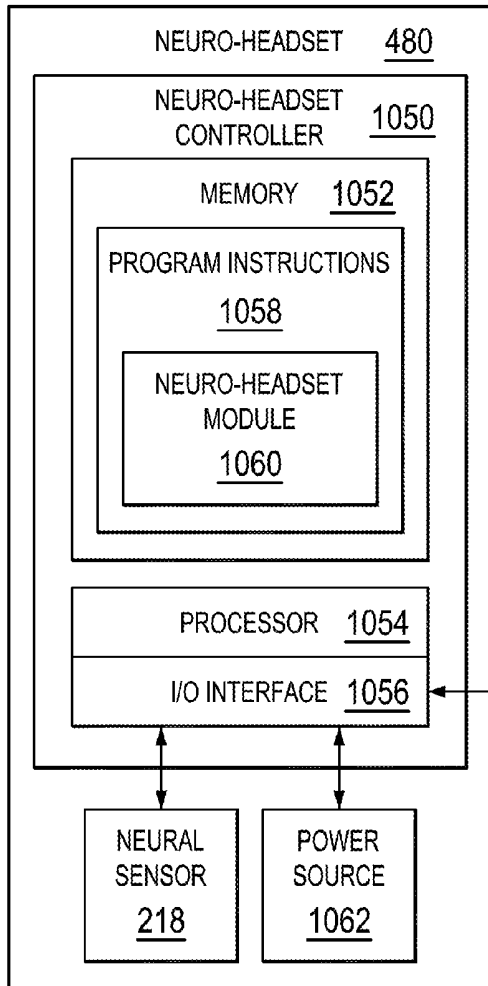 NEURO-HEADSET 480
NEURO-HEADSET
CONTROLLER 1050
MEMORY 1052
PROGRAM INSTRUCTIONS
1058
NEURO-HEADSET
MODULE
1060
PROCESSOR 1054
I/O INTERFACE 1056
NEURAL
SENSOR
218
POWER
SOURCE
1062